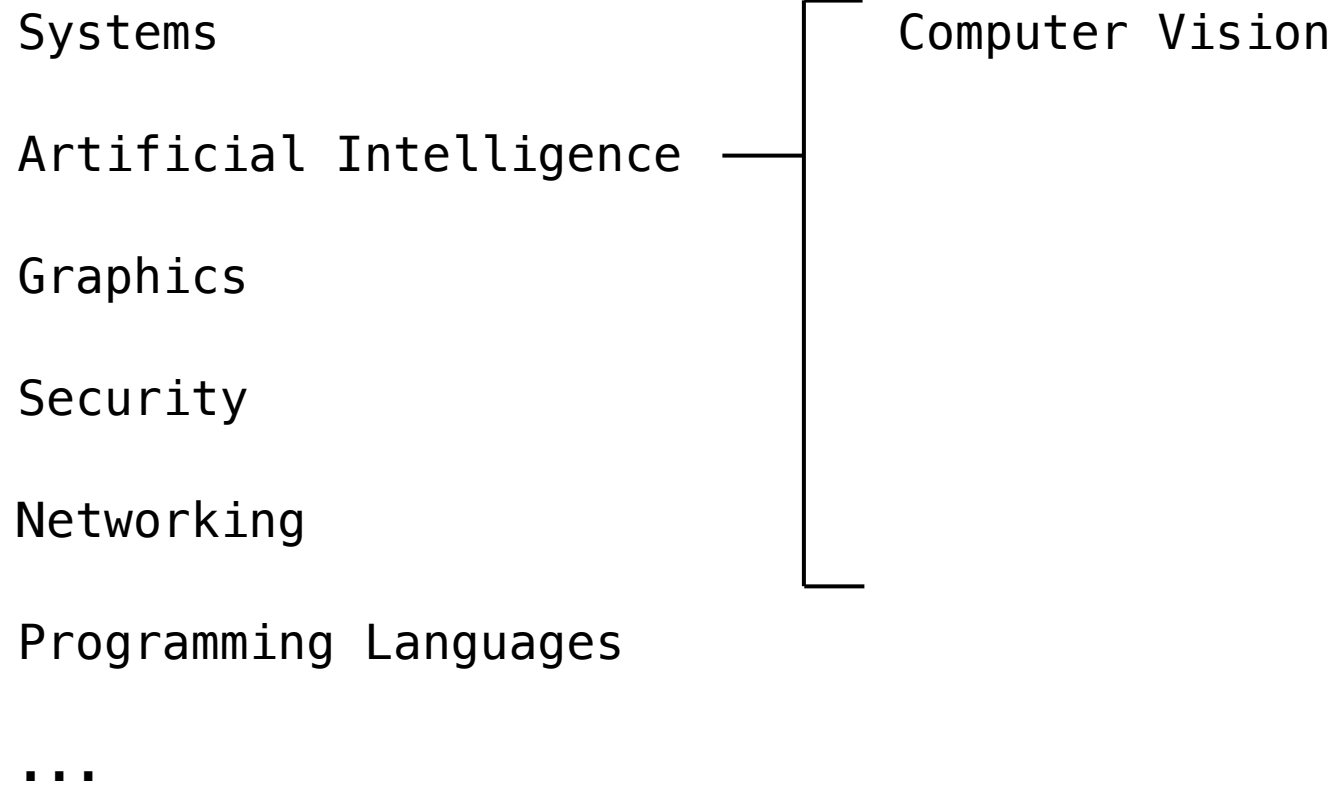 Systems
Artificial Intelligence
Graphics
Security
Networking
Programming Languages
...
Computer Vision